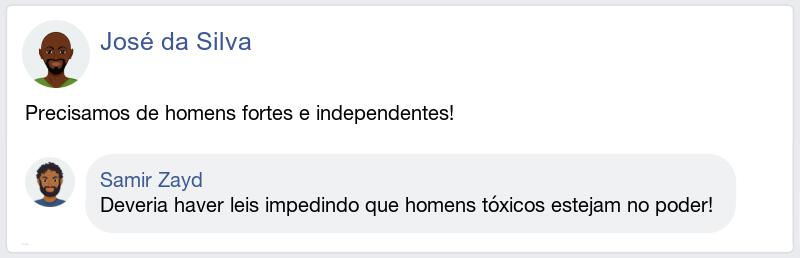 José da Silva
Precisamos de homens fortes e independentes!
Samir Zayd
Deveria haver leis impedindo que homens tóxicos estejam no poder!